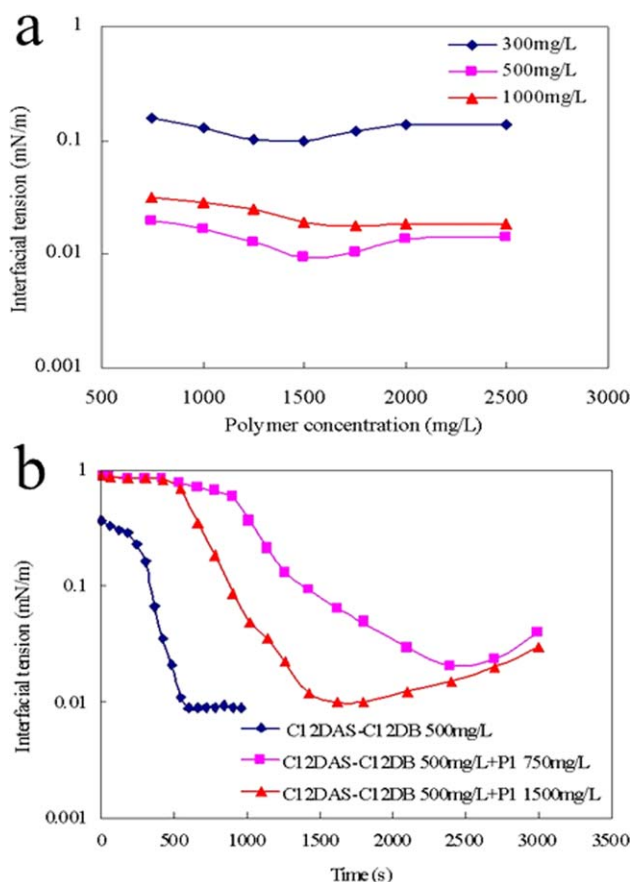 a
1
0.1
0.01
0.001
Interfacial tension (mN/m)
300mg/L
500mg/L
1000mg/L
500
1000
1500
2000
2500
3000
Polymer concentration (mg/L)
b
1
0.1
0.01
0.001
Interfacial tension (mN/m)
C12DAS-C12DB 500mg/L
C12DAS-C12DB 500mg/L+P1 750mg/L
C12DAS-C12DB 500mg/L+P1 1500mg/L
0
500
1000
1500
2000
2500
3000
3500
Time(s)